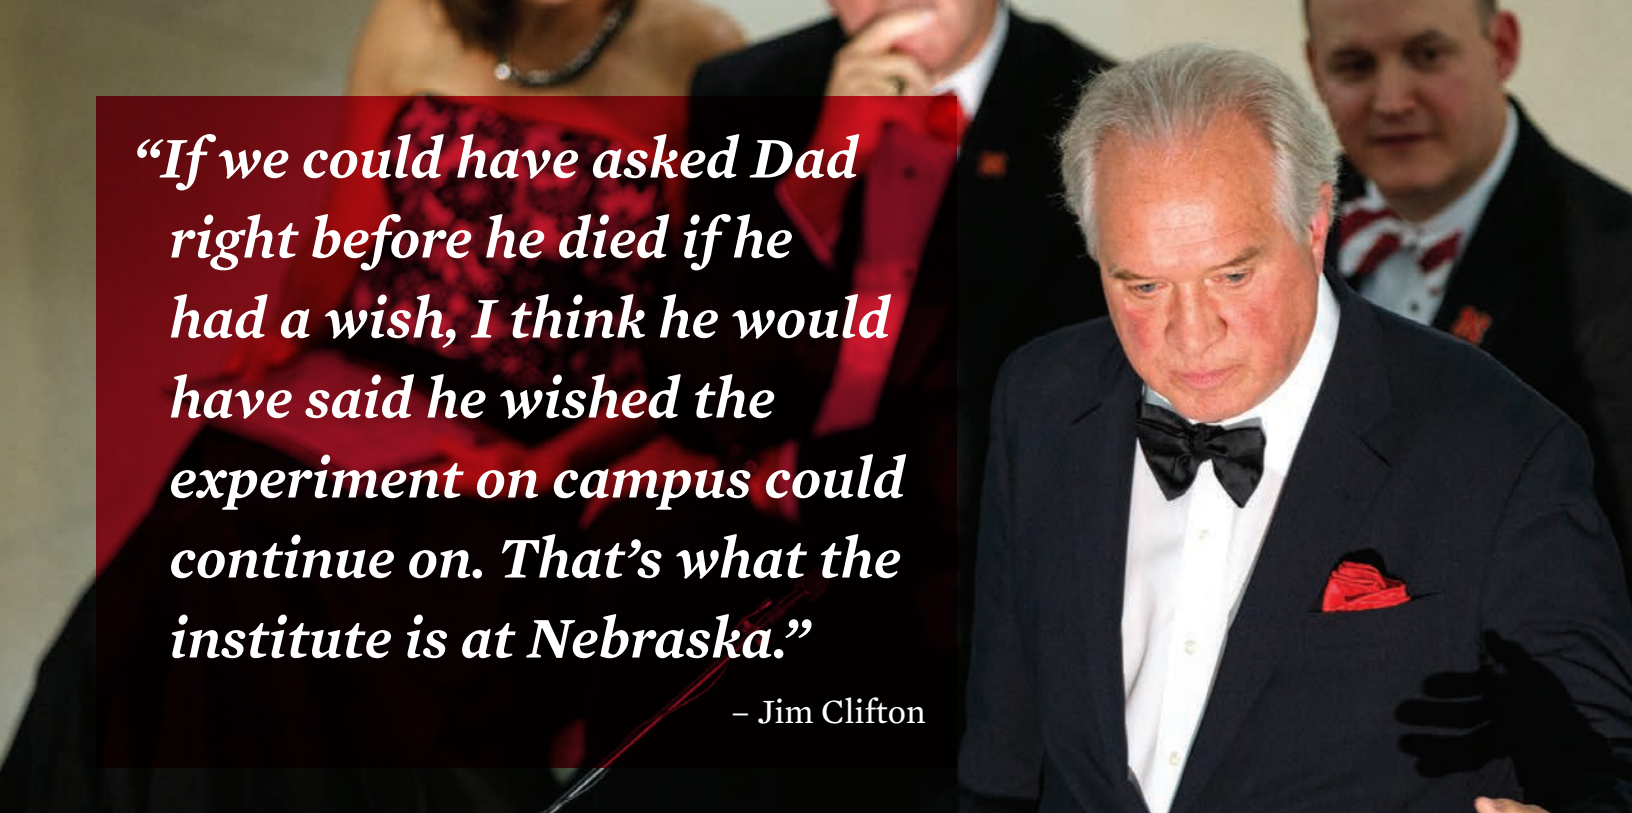 “If we could have asked Dad
right before he died if he
had a wish, I think he would
have said he wished the
experiment on campus could
continue on. That’s what the
institute is at Nebraska.”
– Jim Clifton